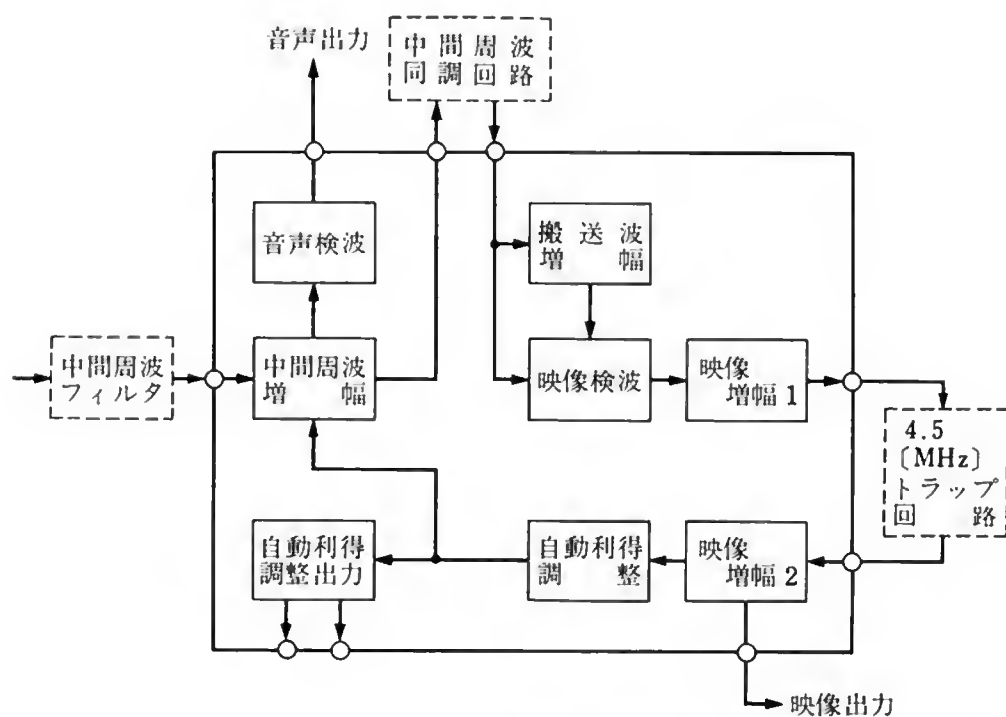 音声出力
中間周波
同調回路
音声検波
搬送波
増幅
中間周波
フィルタ
中間周波
増幅
映像検波
映像
増幅1
4.5
〔MHz〕
トラップ
回路
自動利得
調整出力
自動利得
調整
映像
増幅2
映像出力